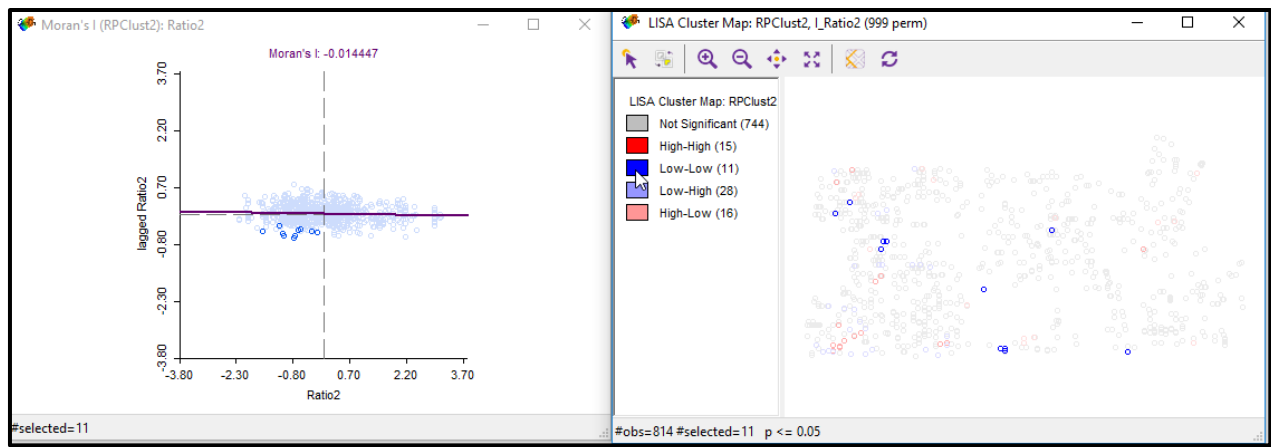 Moran's I (RPClust2): Ratio2
Moran's I: -0.014447
3.70
2.20
0.70
-0.80
-2.30
-3.80
lagged Ratio2
-3.80 -2.30 -0.80 0.70 2.20 3.70
Ratio2
#selected=11
LISA Cluster Map: RPClust2, I_Ratio2 (999 perm)
LISA Cluster Map: RPClust2
Not Significant (744)
High-High (15)
Low-Low (11)
Low-High (28)
High-Low (16)
#obs=814 #selected=11 p <= 0.05